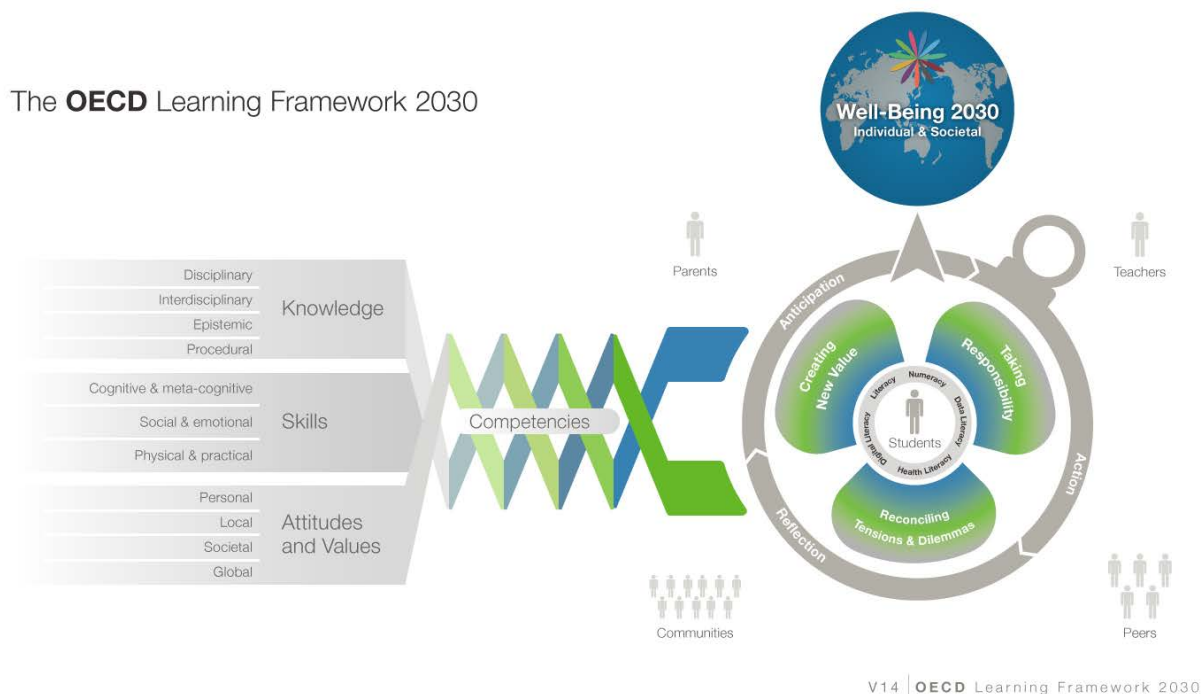 The OECD Learning Framework 2030
Well-Being 2030
Individual & Societal
Parents
Teachers
Disciplinary
Interdisciplinary
Epistemic
Procedural
Knowledge
Cognitive & meta-cognitive
Social & emotional
Physical & practical
Skills
Personal
Local
Societal
Global
Attitudes
and Values
Competencies
Anticipation
Action
Reflection
Creating
New Value
Taking
Responsibility
Reconciling
Tensions & Dilemmas
Literacy
Numeracy
Data Literacy
Health Literacy
Digital Literacy
Students
Communities
Peers
V14 | OECD Learning Framework 2030